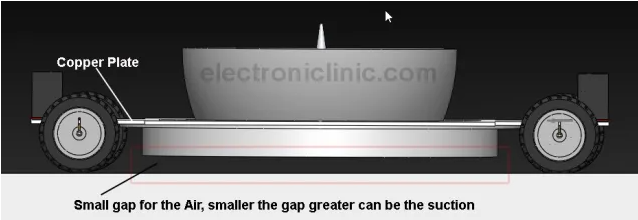 electroniclinic.com
Copper Plate
Small gap for the Air, smaller the gap greater can be the suction